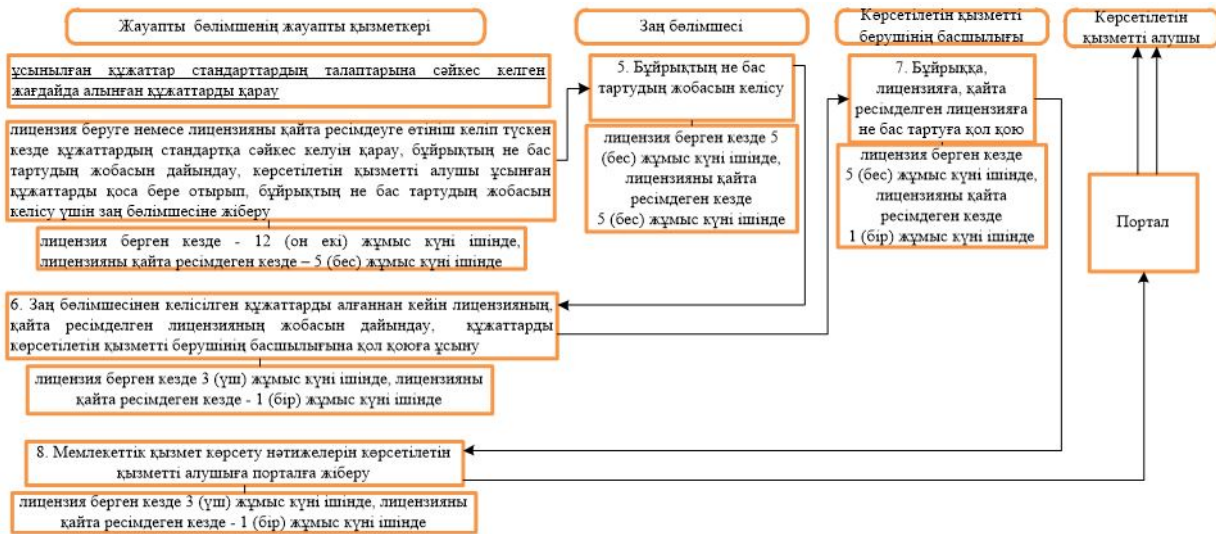 Жауапты бөлімшенің жауапты қызметкері
Заң бөлімшесі
Көрсетілетін қызметті
берушінің басшылығы
Көрсетілетін
қызметті алушы
ұсынылған құжаттар стандарттардың талаптарына сәйкес келген
жағдайда алынған құжаттарды қарау
лицензия беруге немесе лицензияны қайта ресімдеуге өтініш келіп түскен
кезде құжаттардың стандартқа сәйкес келуін қарау, бұйрықтың не бас
тартудың жобасын дайындау, көрсетілетін қызметті алушы ұсынған
құжаттарды қоса бере отырып, бұйрықтың не бас тартудың жобасын
келісу үшін заң бөлімшесіне жіберу
лицензия берген кезде - 12 (он екі) жұмыс күні ішінде,
лицензияны қайта ресімдеген кезде – 5 (бес) жұмыс күні ішінде
5. Бұйрықтың не бас
тартудың жобасын келісу
лицензия берген кезде 5
(бес) жұмыс күні ішінде,
лицензияны қайта
ресімдеген кезде
5 (бес) жұмыс күні ішінде
7. Бұйрыққа,
лицензияға, қайта
ресімделген лицензияға
не бас тартуға қол қою
лицензия берген кезде
5 (бес) жұмыс күні ішінде,
лицензияны қайта
ресімдеген кезде
1 (бір) жұмыс күні ішінде
Портал
6. Заң бөлімшесінен келісілген құжаттарды алғаннан кейін лицензияның,
қайта ресімделген лицензияның жобасын дайындау, құжаттарды
көрсетілетін қызметті берушінің басшылығына қол қоюға ұсыну
лицензия берген кезде 3 (үш) жұмыс күні ішінде, лицензияны
қайта ресімдеген кезде - 1 (бір) жұмыс күні ішінде
8. Мемлекеттік қызмет көрсету нәтижелерін көрсетілетін
қызметті алушыға порталға жіберу
лицензия берген кезде 3 (үш) жұмыс күні ішінде, лицензияны
қайта ресімдеген кезде - 1 (бір) жұмыс күні ішінде